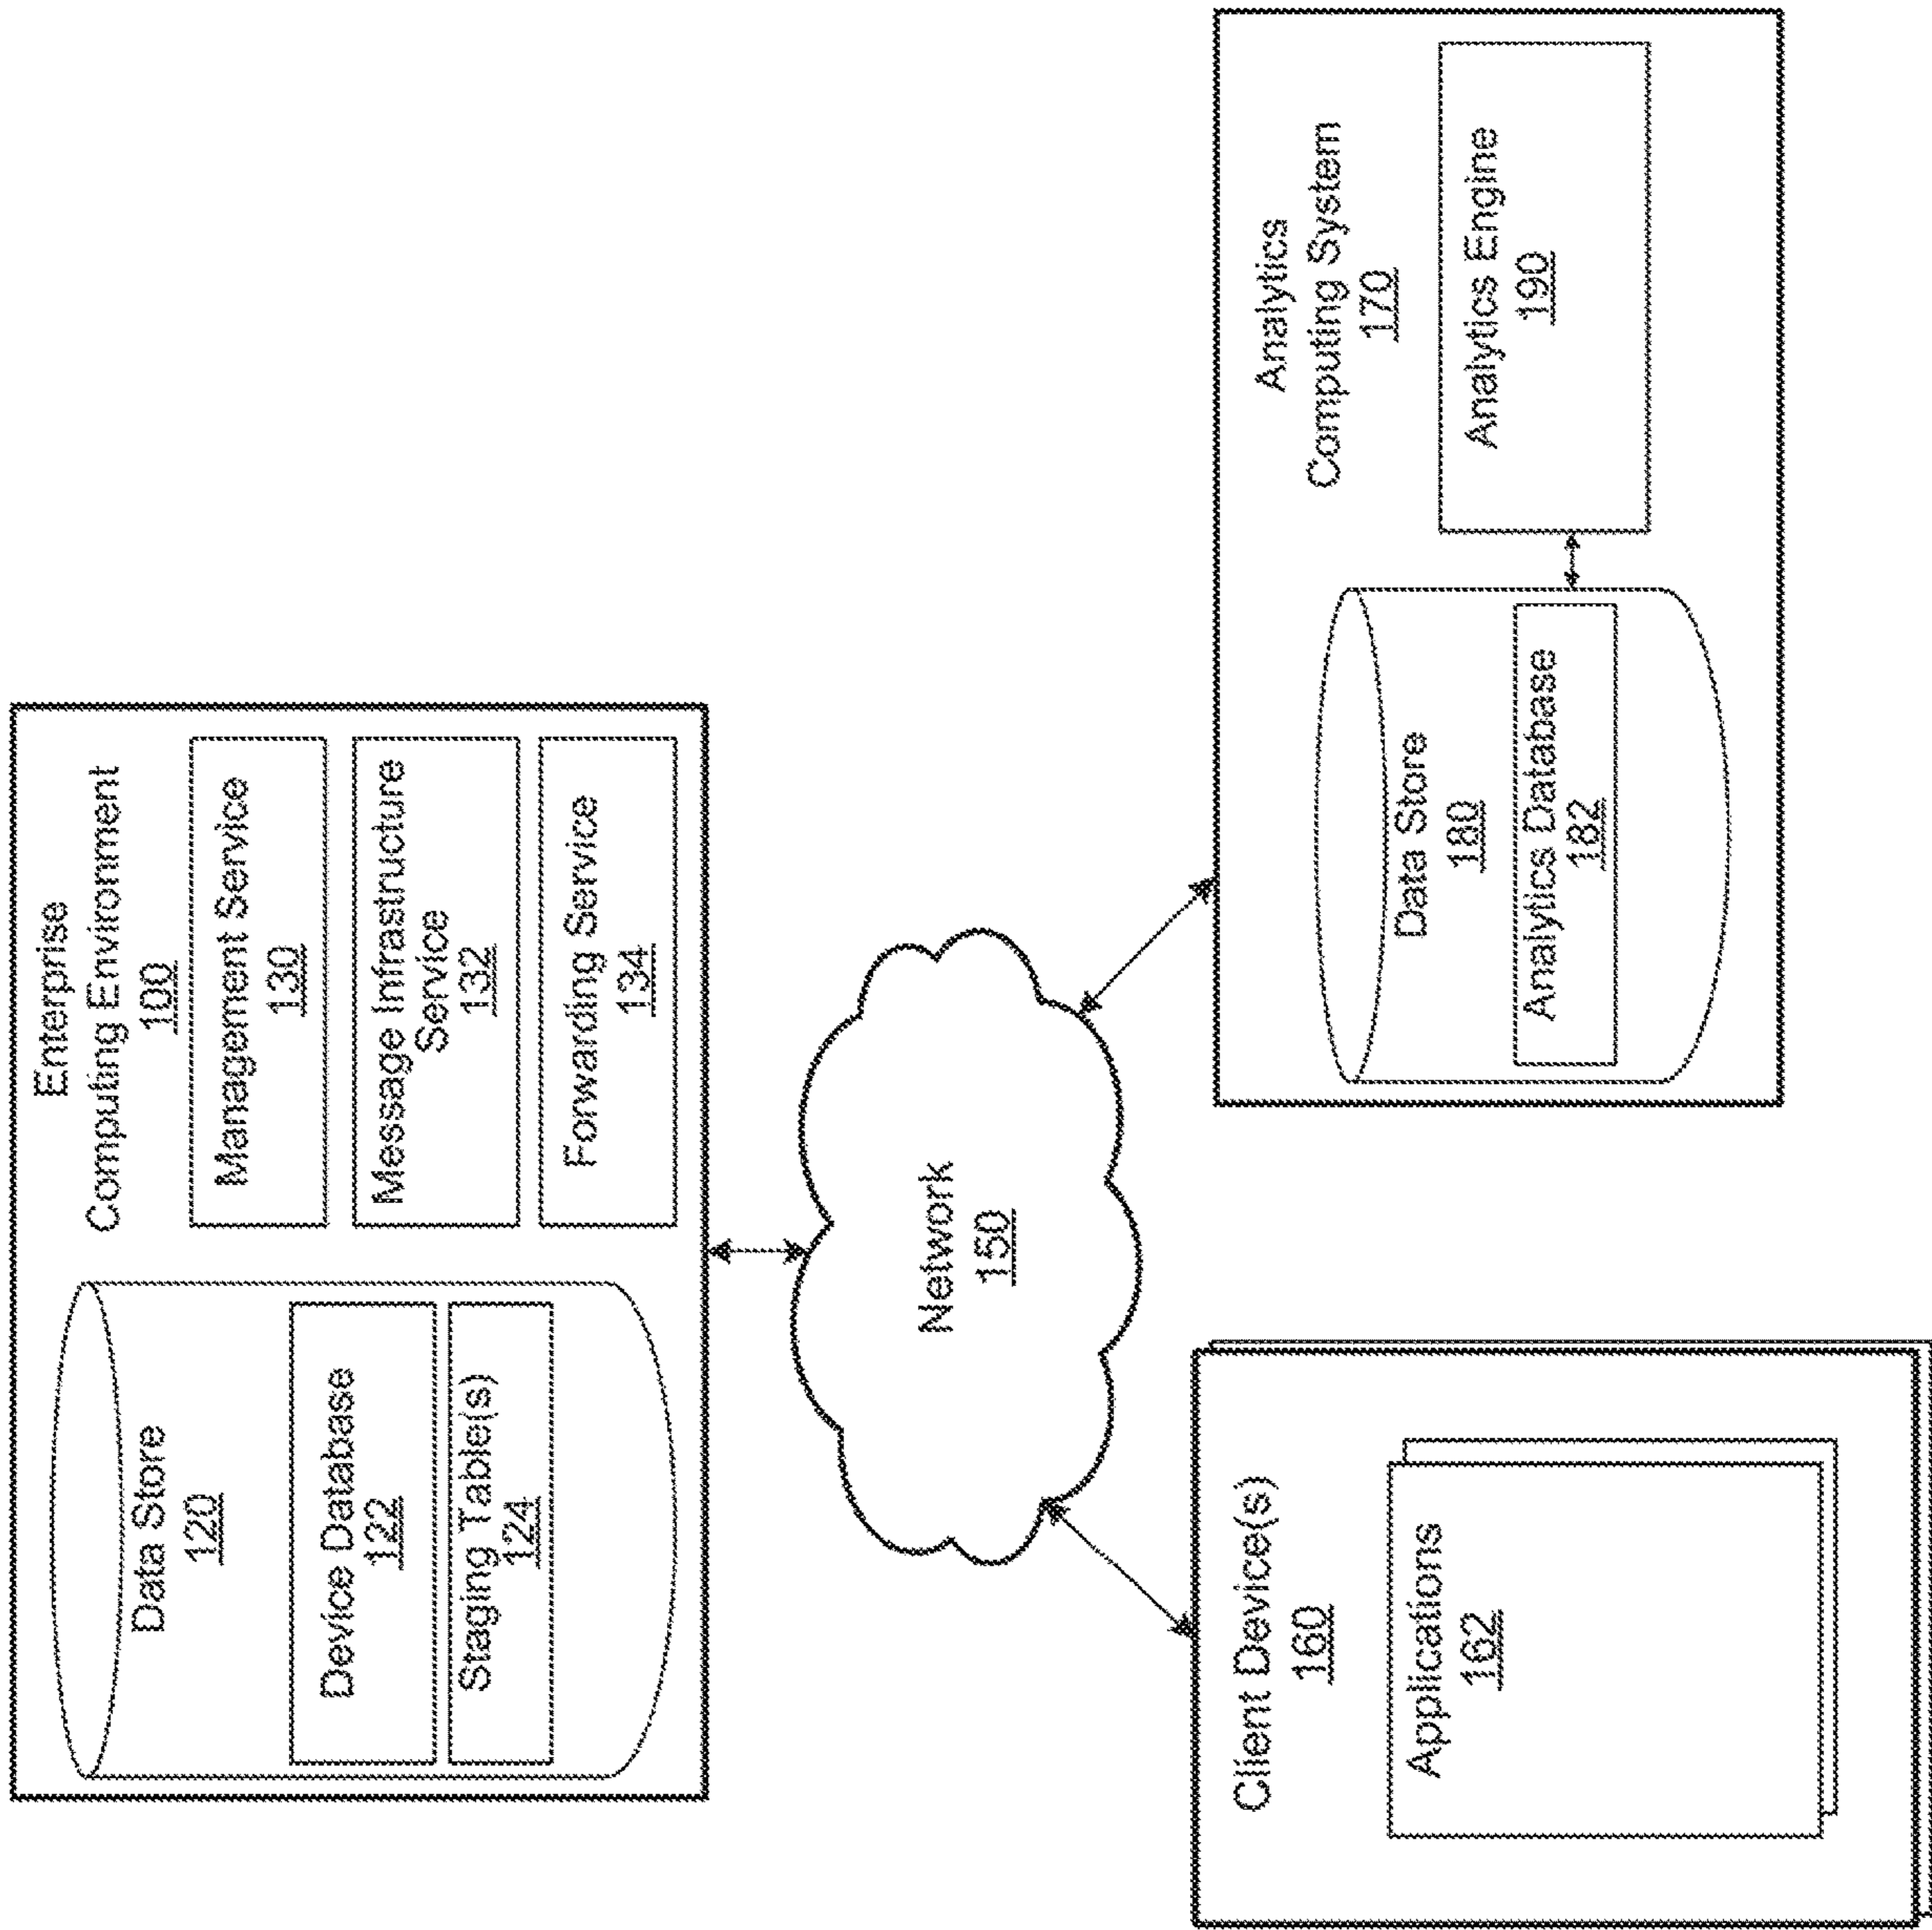 Enterprise
Computing Environment
100
Data Store
120
Device Database
122
Staging Table(s)
124
Management Service
130
Message Infrastructure
Service
132
Forwarding Service
134
Network
150
Client Device(s)
160
Applications
162
Analytics
Computing System
170
Data Store
180
Analytics Database
182
Analytics Engine
190